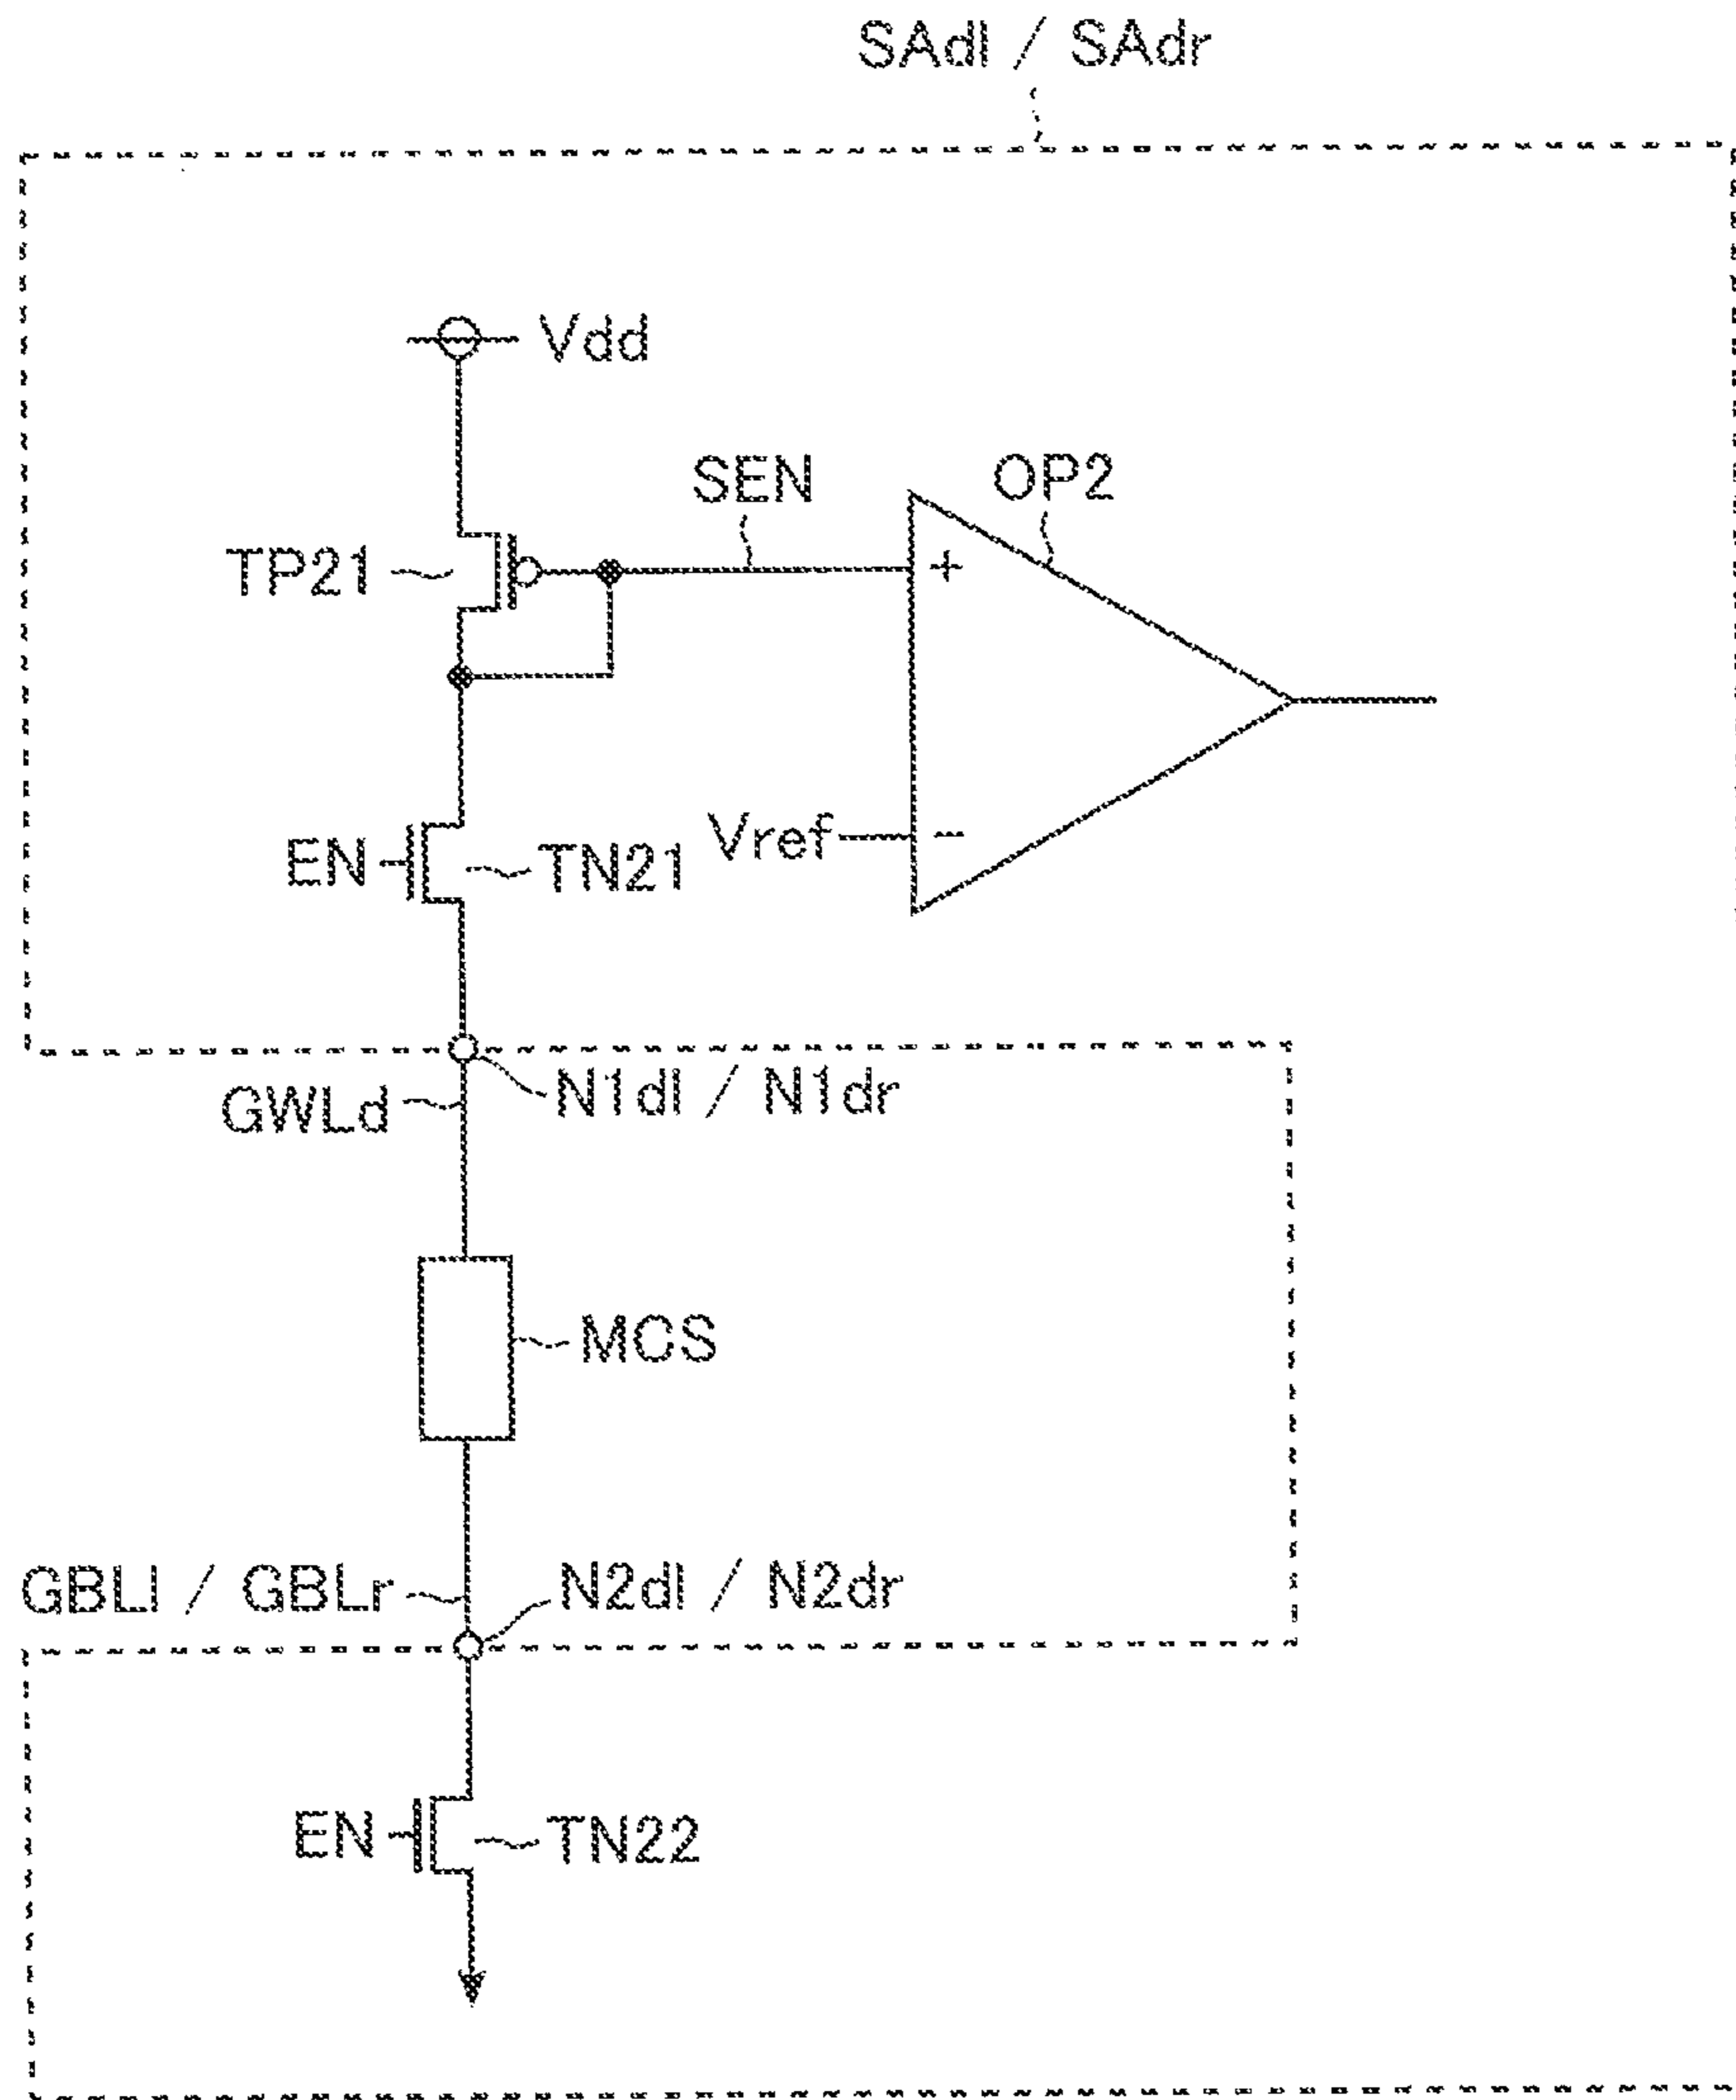 SAdl / SAdr
Vdd
SEN
OP2
TP21
+
EN
TN21
Vref
−
N1dl / N1dr
GWLd
MCS
GBLl / GBLr
N2dl / N2dr
EN
TN22